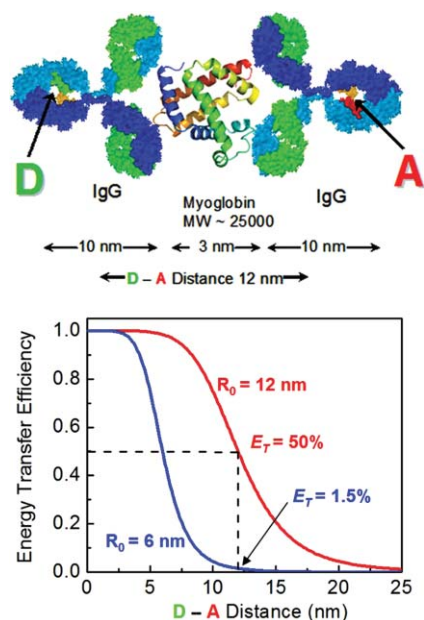 D
A
IgG
IgG
Myoglobin
MW ~ 25000
10 nm
3 nm
10 nm
D – A Distance 12 nm
Energy Transfer Efficiency
1.0
0.8
0.6
0.4
0.2
0.0
R0 = 12 nm
ET = 50%
ET = 1.5%
R0 = 6 nm
0 5 10 15 20 25
D – A Distance (nm)